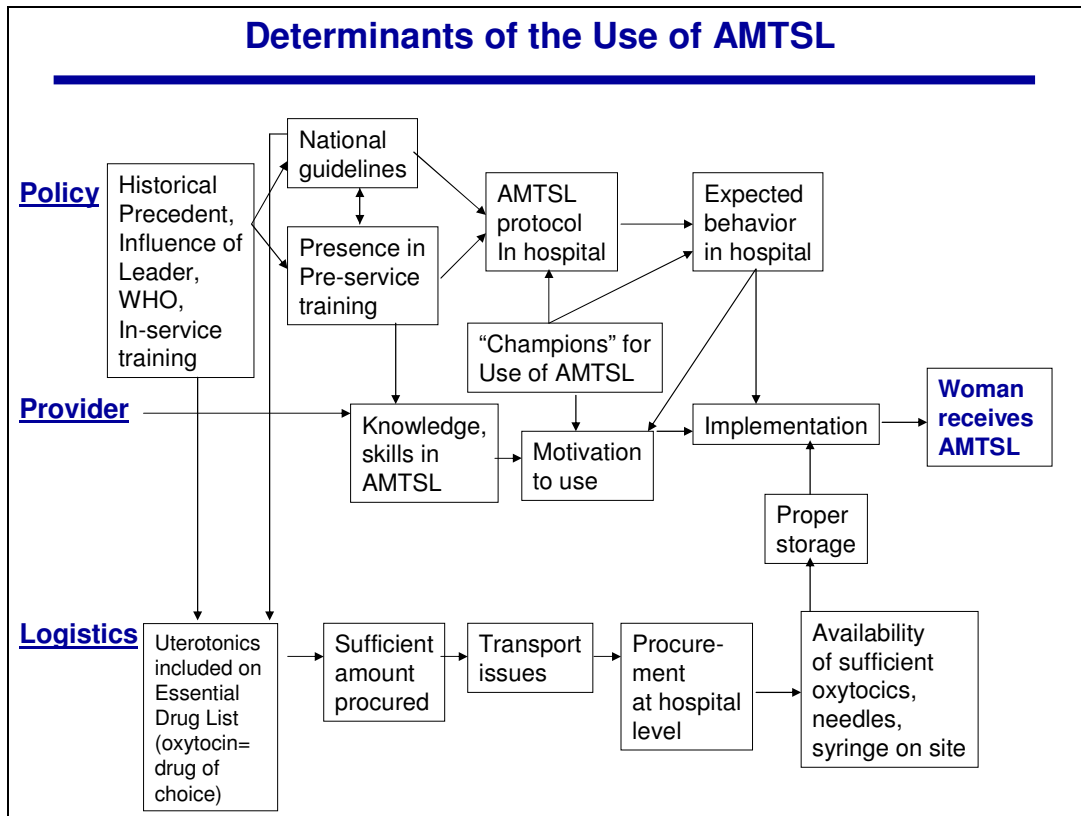 Determinants of the Use of AMTSL
Policy
Historical
Precedent,
Influence of
Leader,
WHO,
In-service
training
National
guidelines
Presence in
Pre-service
training
AMTSL
protocol
In hospital
Expected
behavior
in hospital
“Champions” for
Use of AMTSL
Provider
Knowledge,
skills in
AMTSL
Motivation
to use
Implementation
Woman
receives
AMTSL
Proper
storage
Logistics
Uterotonics
included on
Essential
Drug List
(oxytocin=
drug of
choice)
Sufficient
amount
procured
Transport
issues
Procure-
ment
at hospital
level
Availability
of sufficient
oxytocics,
needles,
syringe on site